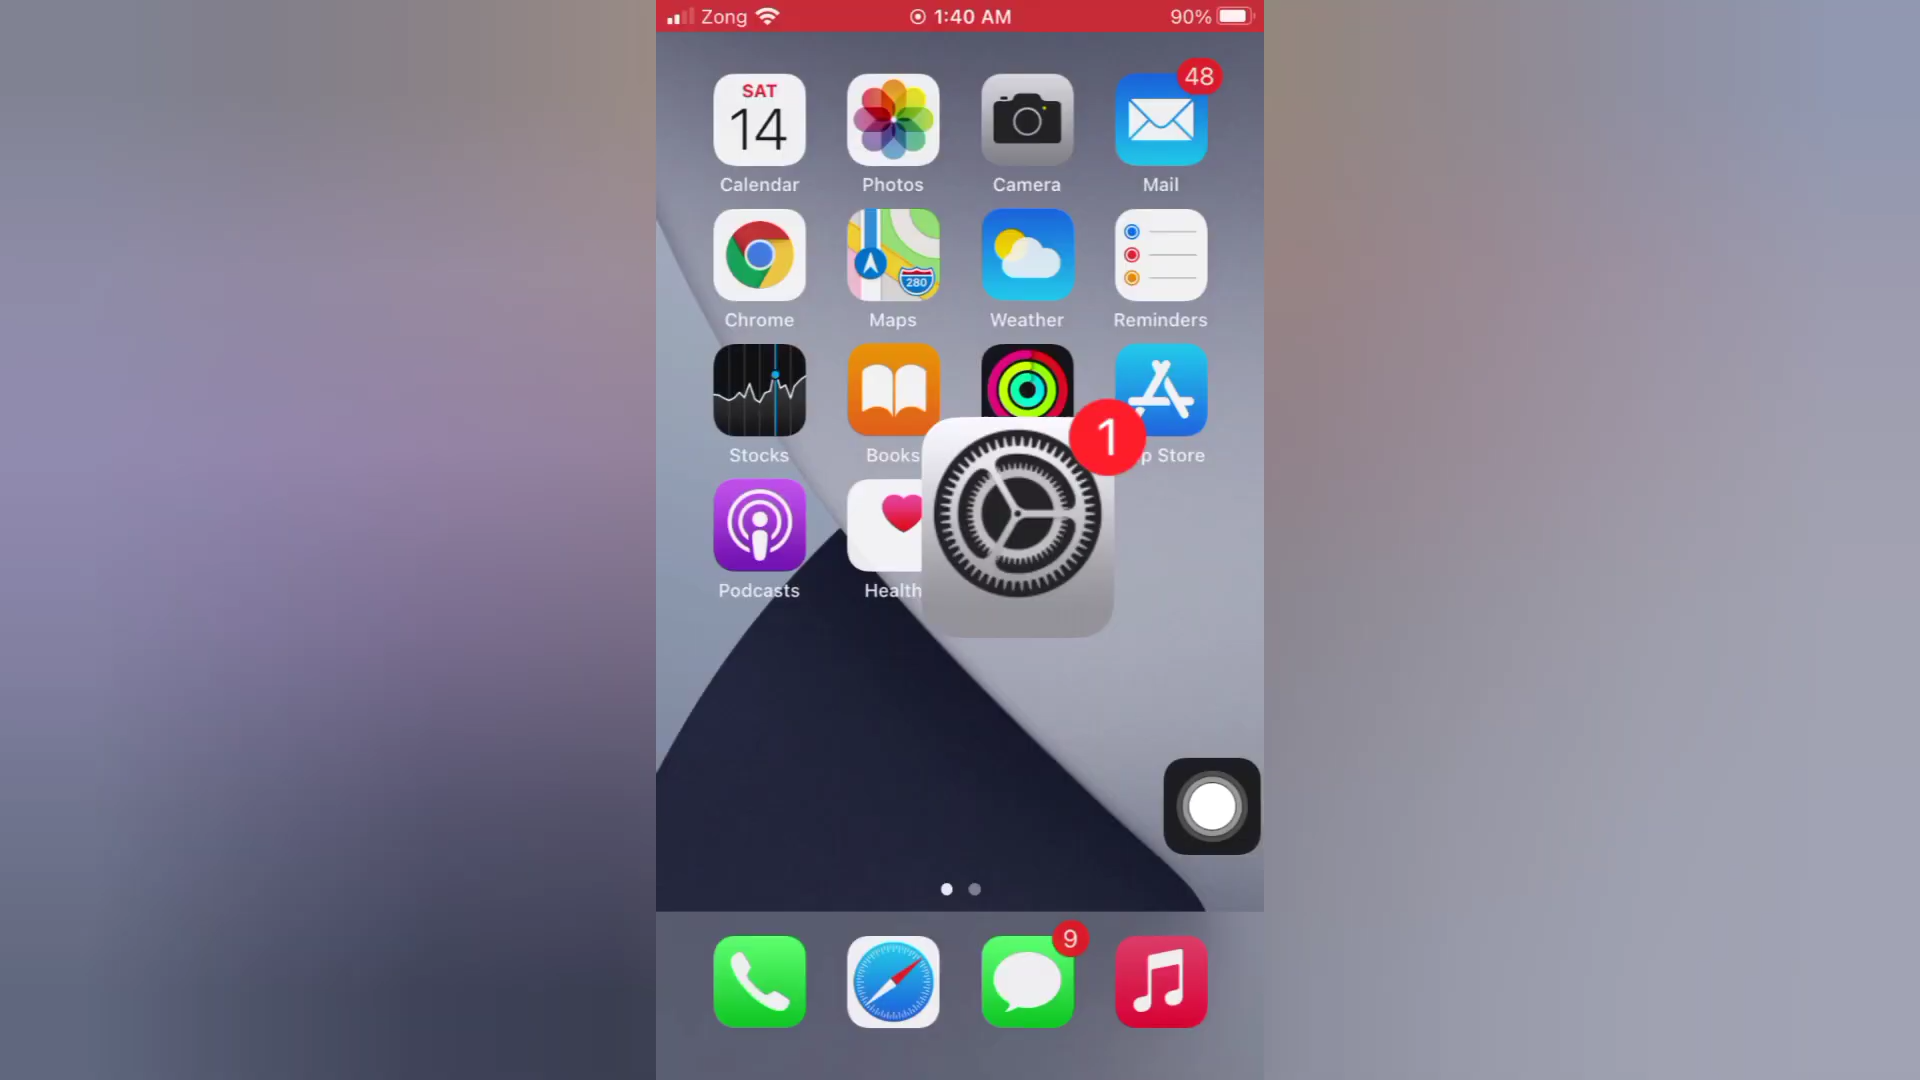 Zong 1:40 AM 90%
SAT 48
14
Calendar Photos Camera Mail
280
Chrome Maps Weather Reminders
1
Stocks Books p Store
Podcasts Health
9